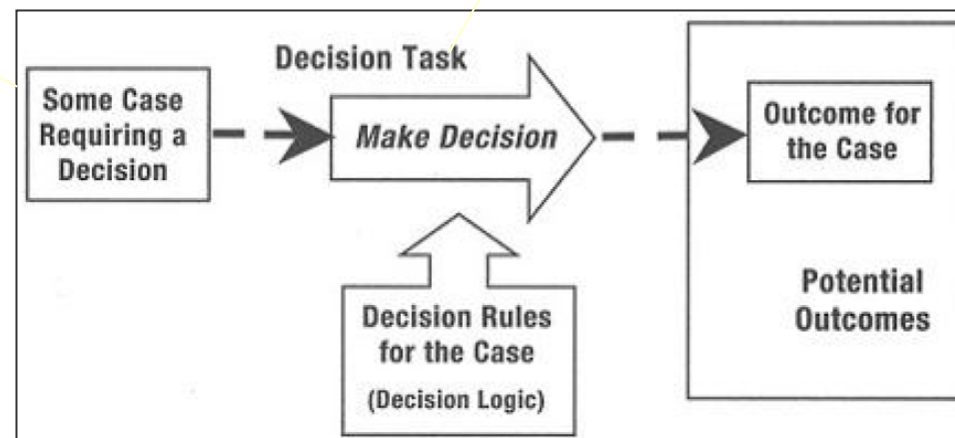 Decision Task
Some Case
Requiring a
Decision
Make Decision
Outcome for
the Case
Decision Rules
for the Case
(Decision Logic)
Potential
Outcomes